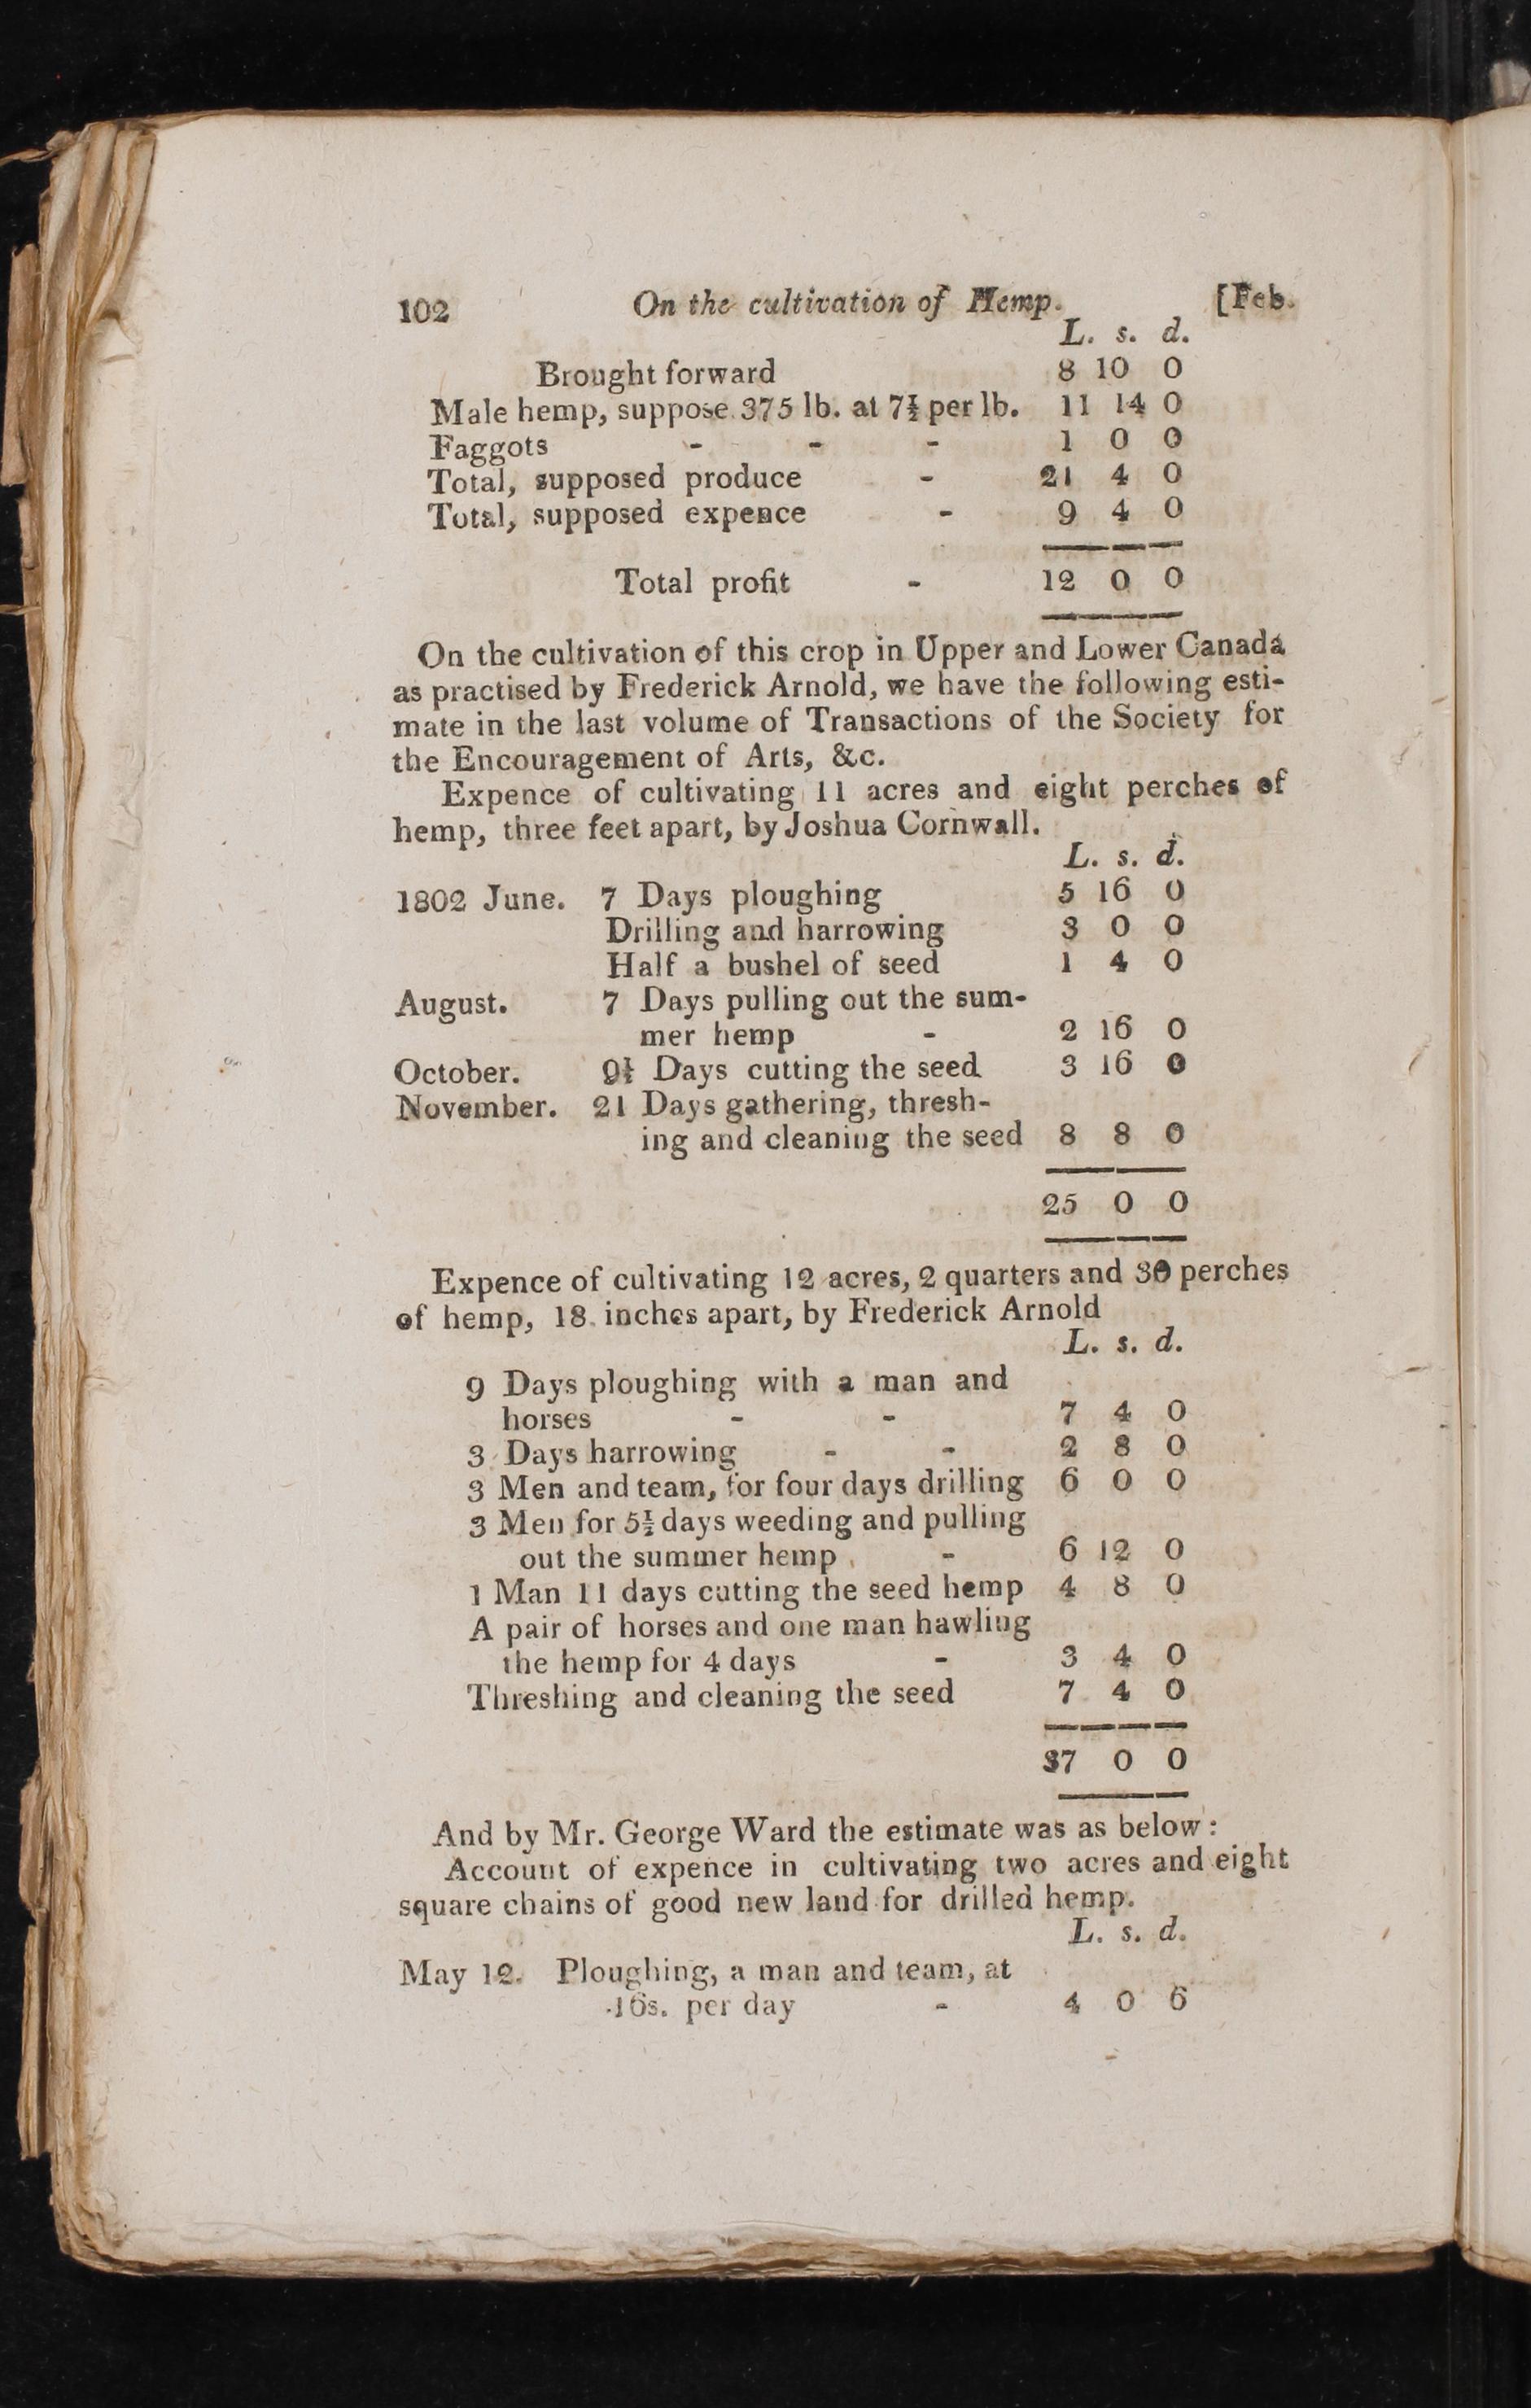 102 On the cultivation of Hemp. [Feb.
L. s. d.
Brought forward 8 10 0
Male hemp, suppose 375 lb. at 7½ per lb. 11 14 0
Faggots - - - 1 0 0
Total, supposed produce - 21 4 0
Total, supposed expence - 9 4 0
Total profit - 12 0 0
On the cultivation of this crop in Upper and Lower Canada
as practised by Frederick Arnold, we have the following esti-
mate in the last volume of Transactions of the Society for
the Encouragement of Arts, &c.
Expence of cultivating 11 acres and eight perches of
hemp, three feet apart, by Joshua Cornwall.
L. s. d.
1802 June. 7 Days ploughing 5 16 0
Drilling and harrowing 3 0 0
Half a bushel of seed 1 4 0
August. 7 Days pulling out the sum-
mer hemp - 2 16 0
October. 9½ Days cutting the seed 3 16 0
November. 21 Days gathering, thresh-
ing and cleaning the seed 8 8 0
25 0 0
Expence of cultivating 12 acres, 2 quarters and 30 perches
of hemp, 18 inches apart, by Frederick Arnold
L. s. d.
9 Days ploughing with a man and
horses - - 7 4 0
3 Days harrowing - - 2 8 0
3 Men and team, for four days drilling 6 0 0
3 Men for 5½ days weeding and pulling
out the summer hemp - 6 12 0
1 Man 11 days cutting the seed hemp 4 8 0
A pair of horses and one man hawling
the hemp for 4 days - 3 4 0
Threshing and cleaning the seed 7 4 0
37 0 0
And by Mr. George Ward the estimate was as below:
Account of expence in cultivating two acres and eight
square chains of good new land for drilled hemp.
L. s. d.
May 12. Ploughing, a man and team, at
16s. per day - 4 0 6